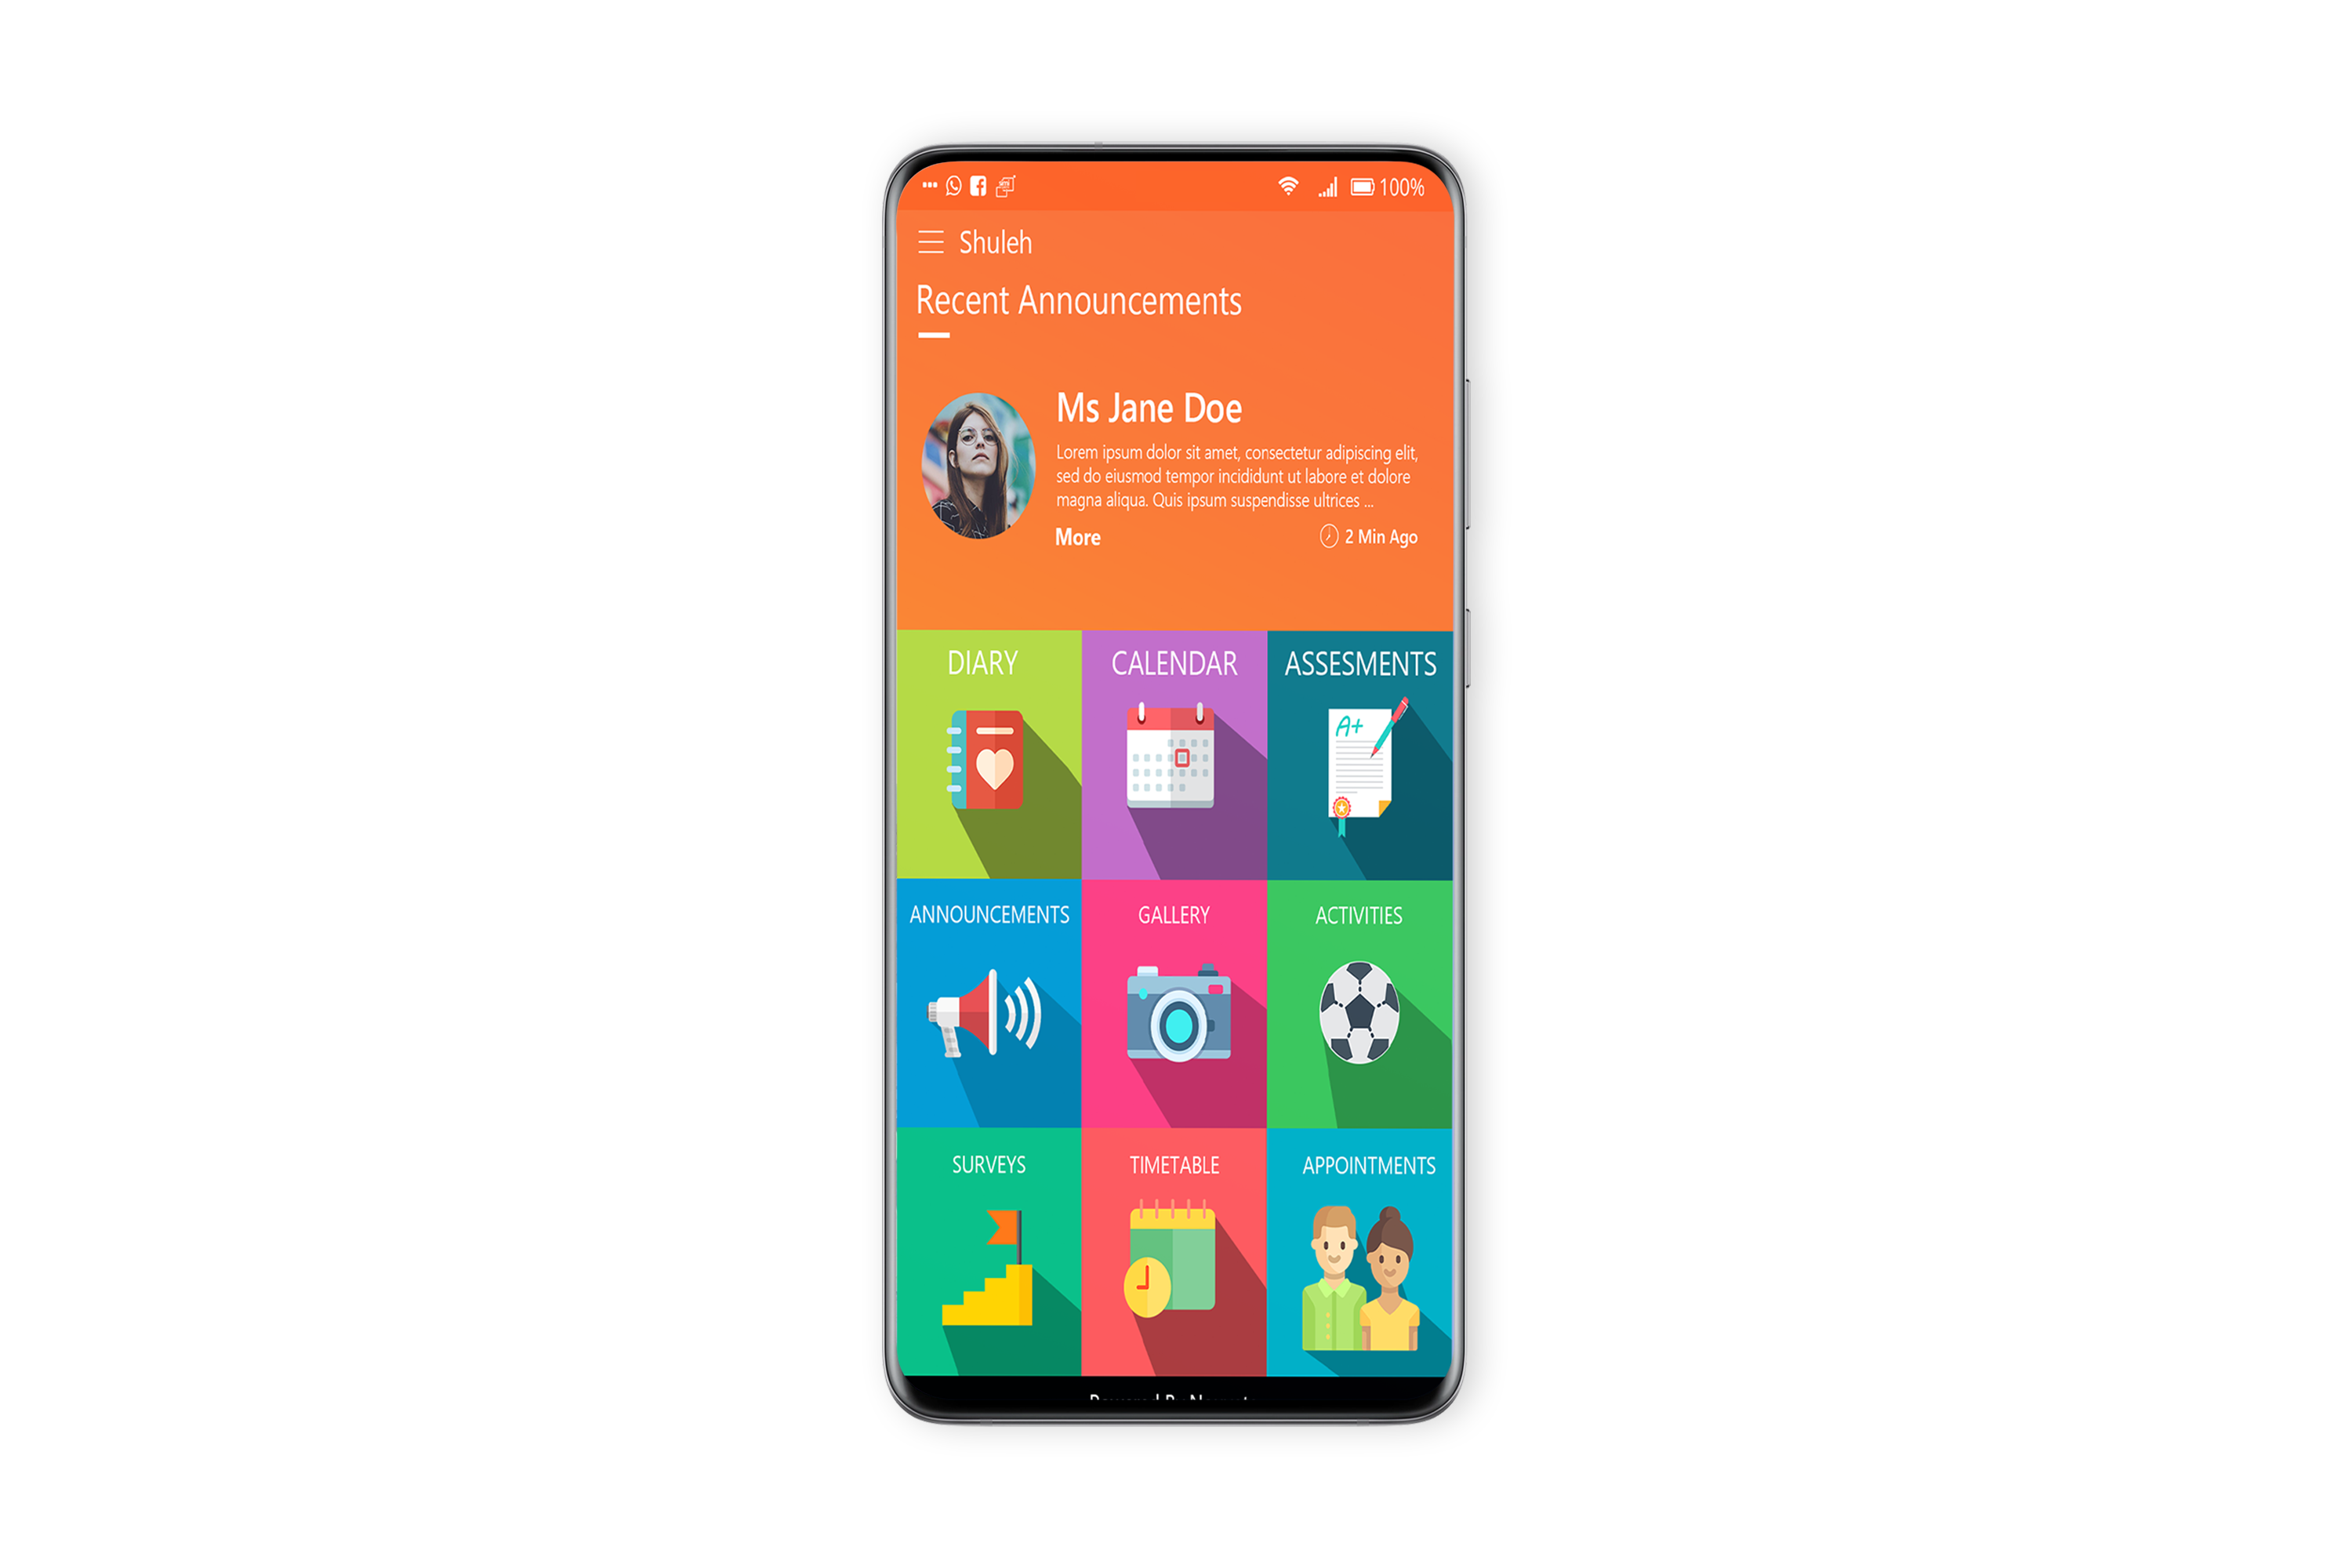 100%
Shuleh
Recent Announcements
Ms Jane Doe
Lorem ipsum dolor sit amet, consectetur adipiscing elit,
sed do eiusmod tempor incididunt ut labore et dolore
magna aliqua. Quis ipsum suspendisse ultrices ...
More 2 Min Ago
DIARY CALENDAR ASSESMENTS
A+
ANNOUNCEMENTS GALLERY ACTIVITIES
SURVEYS TIMETABLE APPOINTMENTS
Powered By